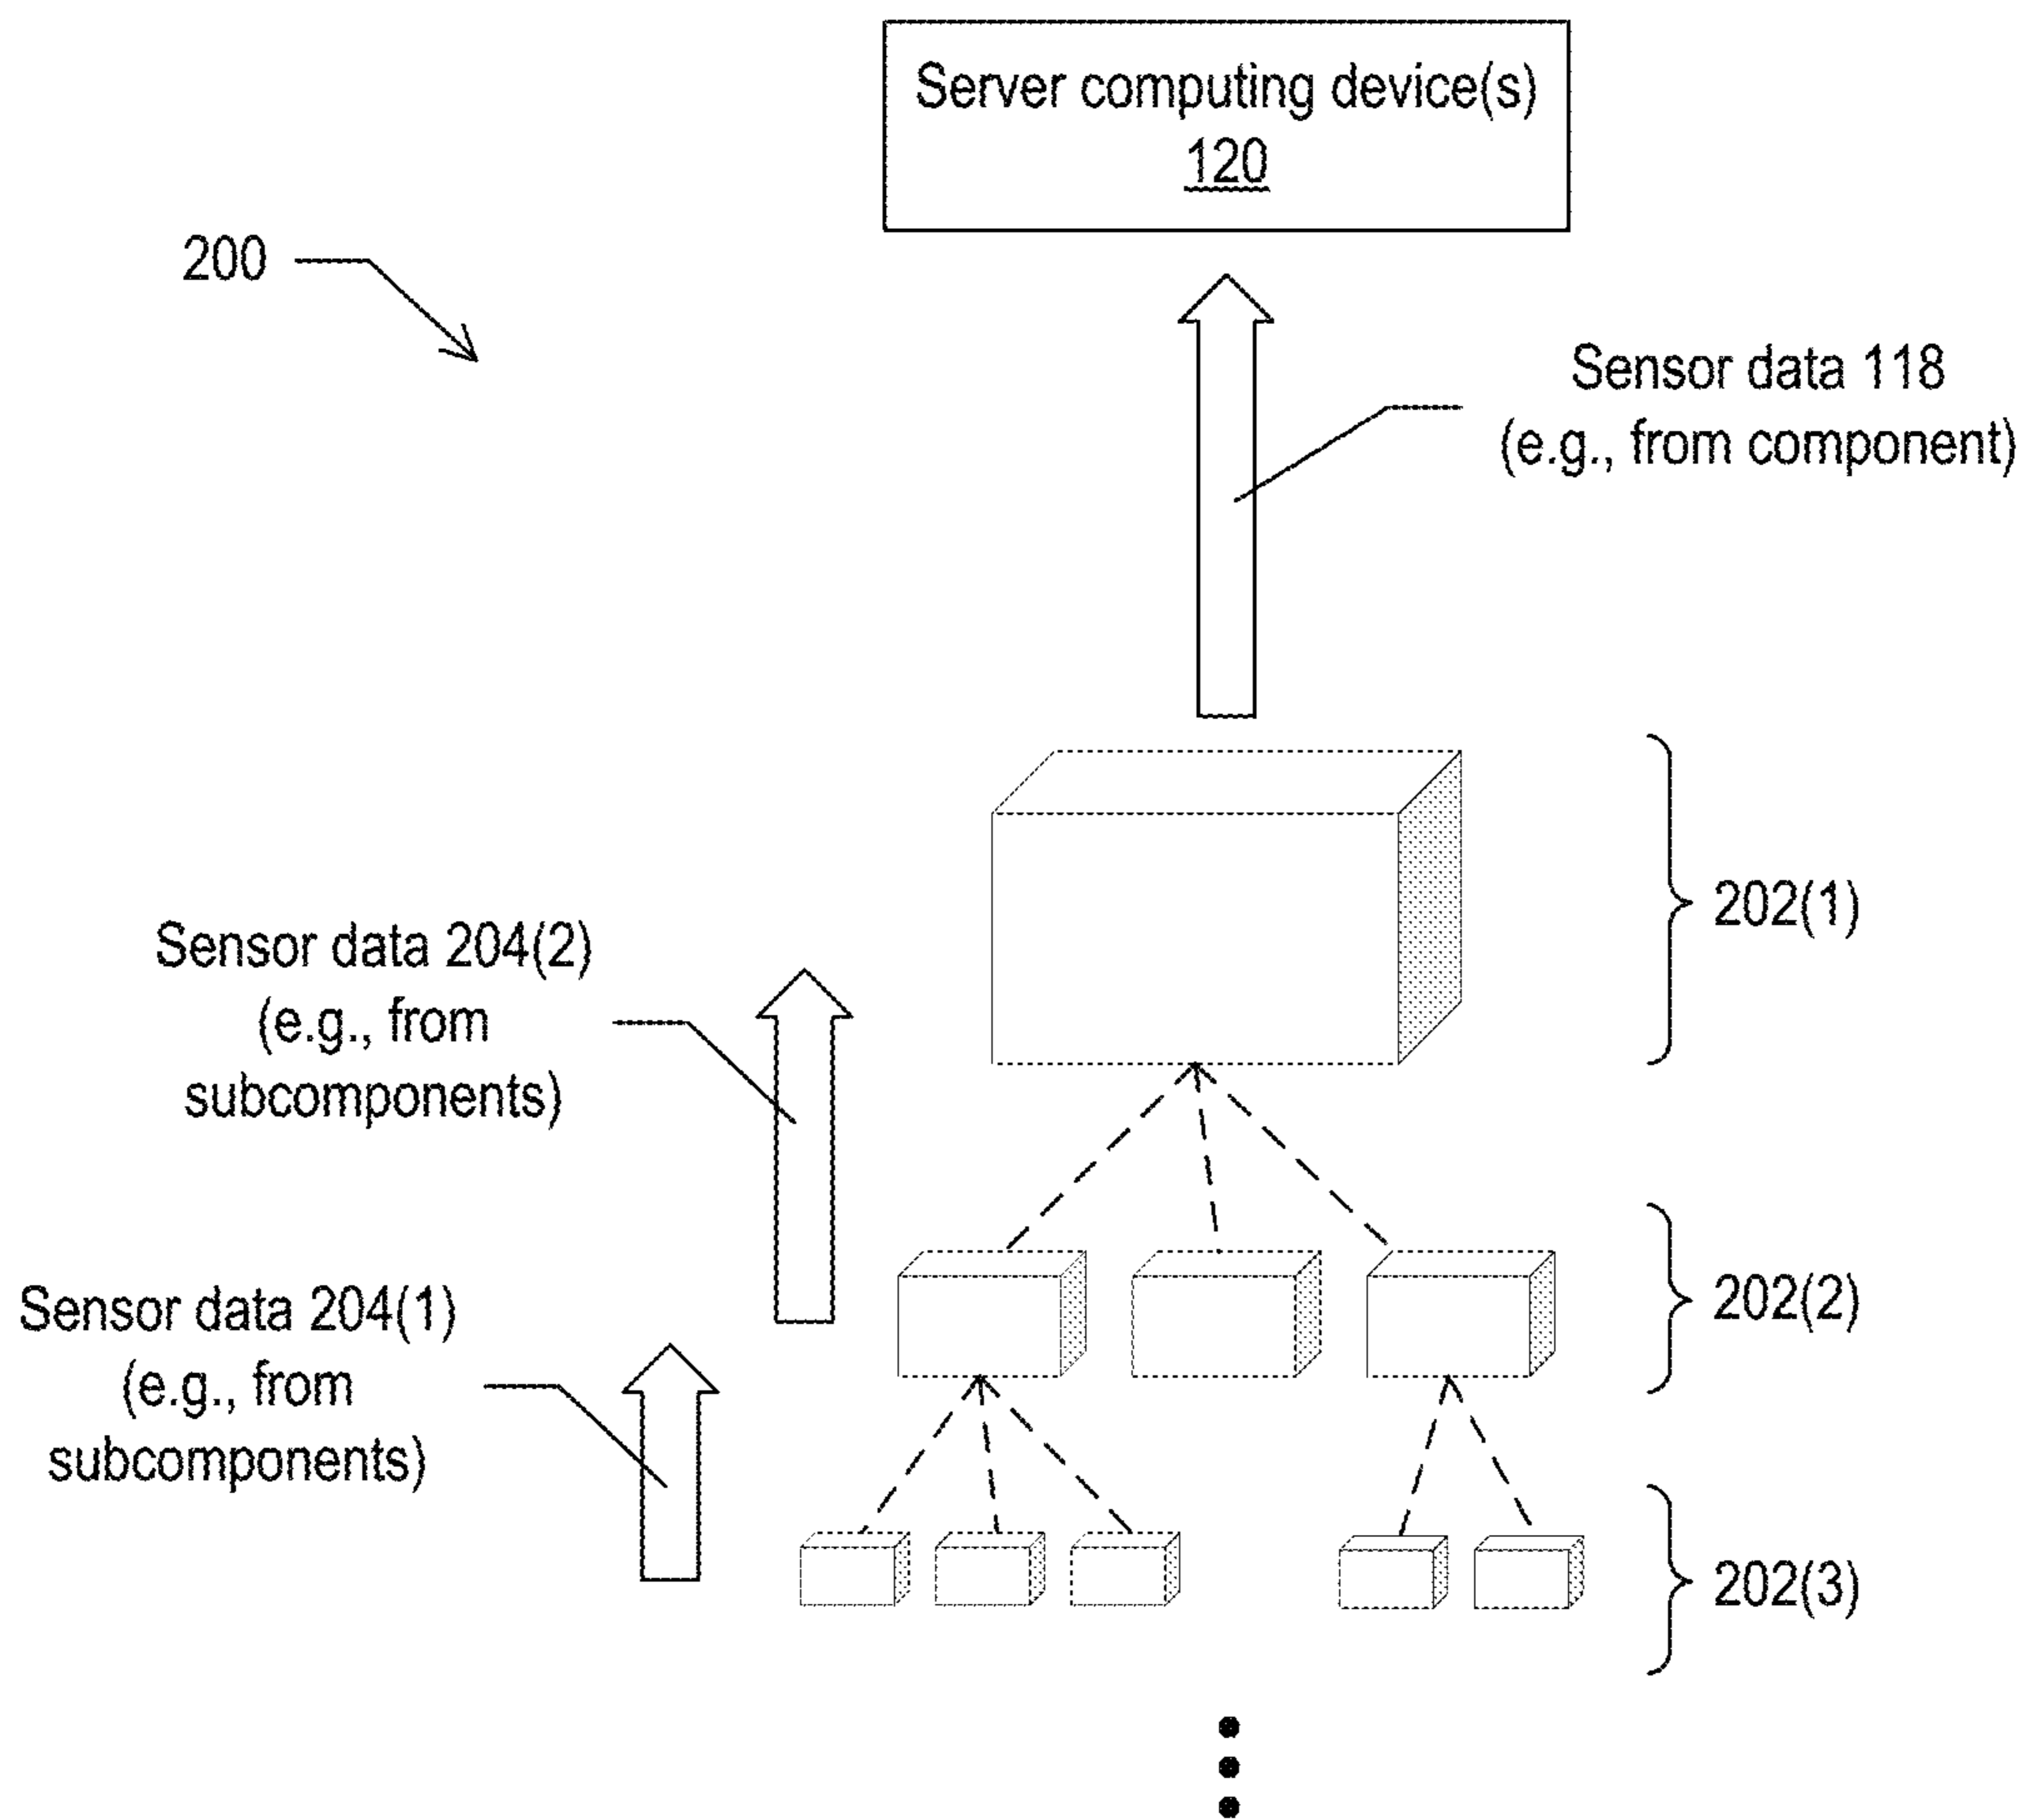 Server computing device(s)
120
200
Sensor data 118
(e.g., from component)
202(1)
Sensor data 204(2)
(e.g., from
subcomponents)
202(2)
Sensor data 204(1)
(e.g., from
subcomponents)
202(3)